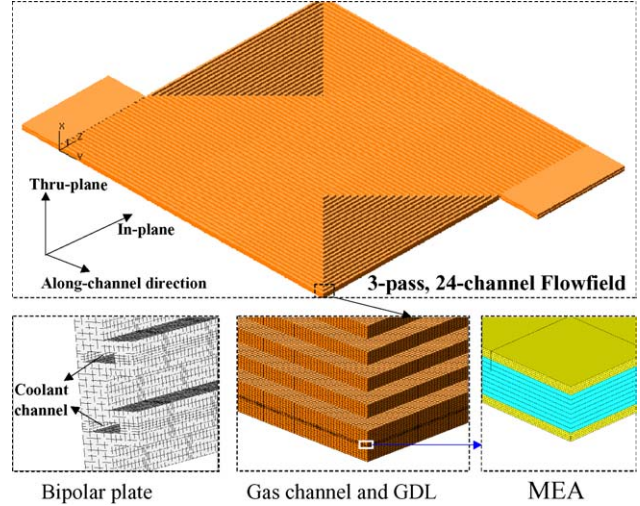 X
Z
Y
Thru-plane
In-plane
Along-channel direction
3-pass, 24-channel Flowfield
Coolant
channel
Bipolar plate
Gas channel and GDL
MEA